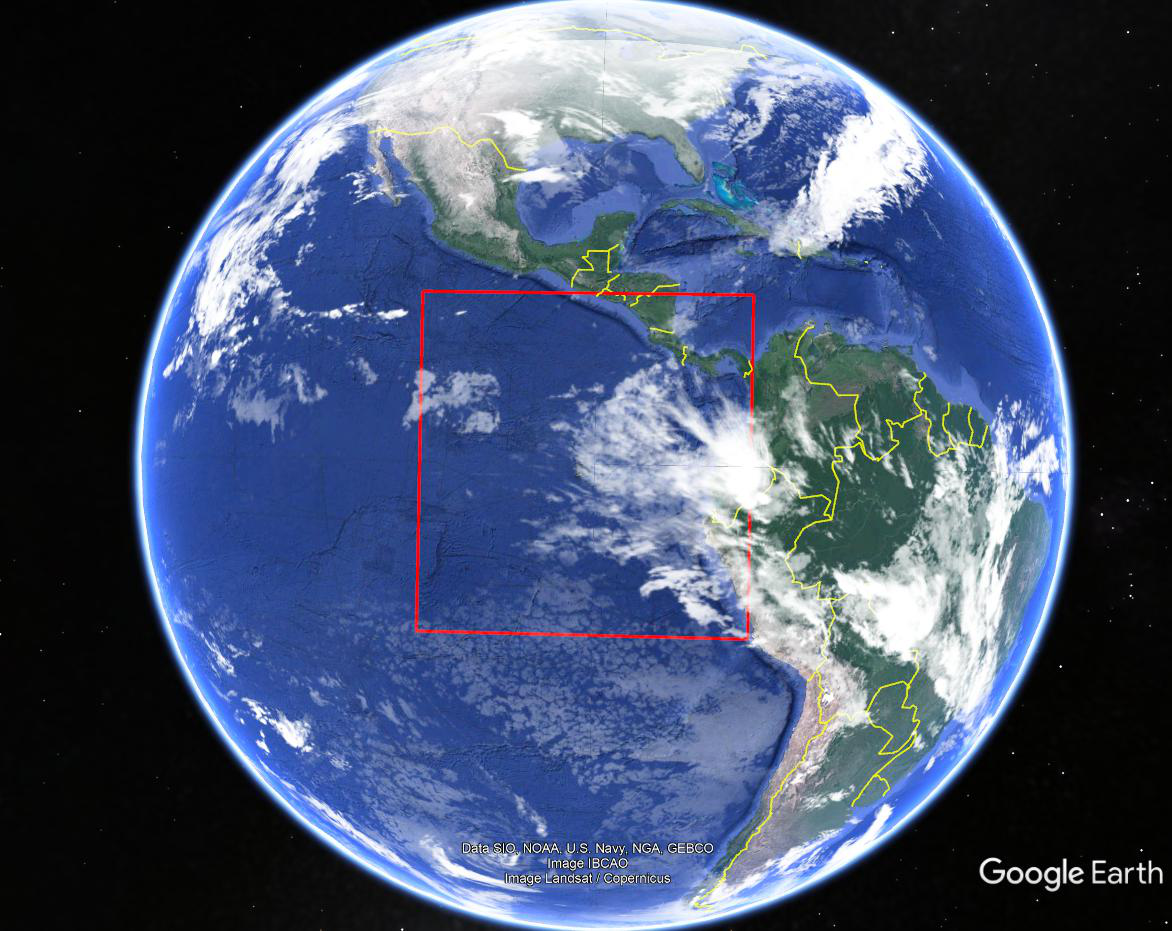 Data SIO, NOAA, U.S. Navy, NGA, GEBCO
Image IBCAO
Image Landsat / Copernicus
Google Earth